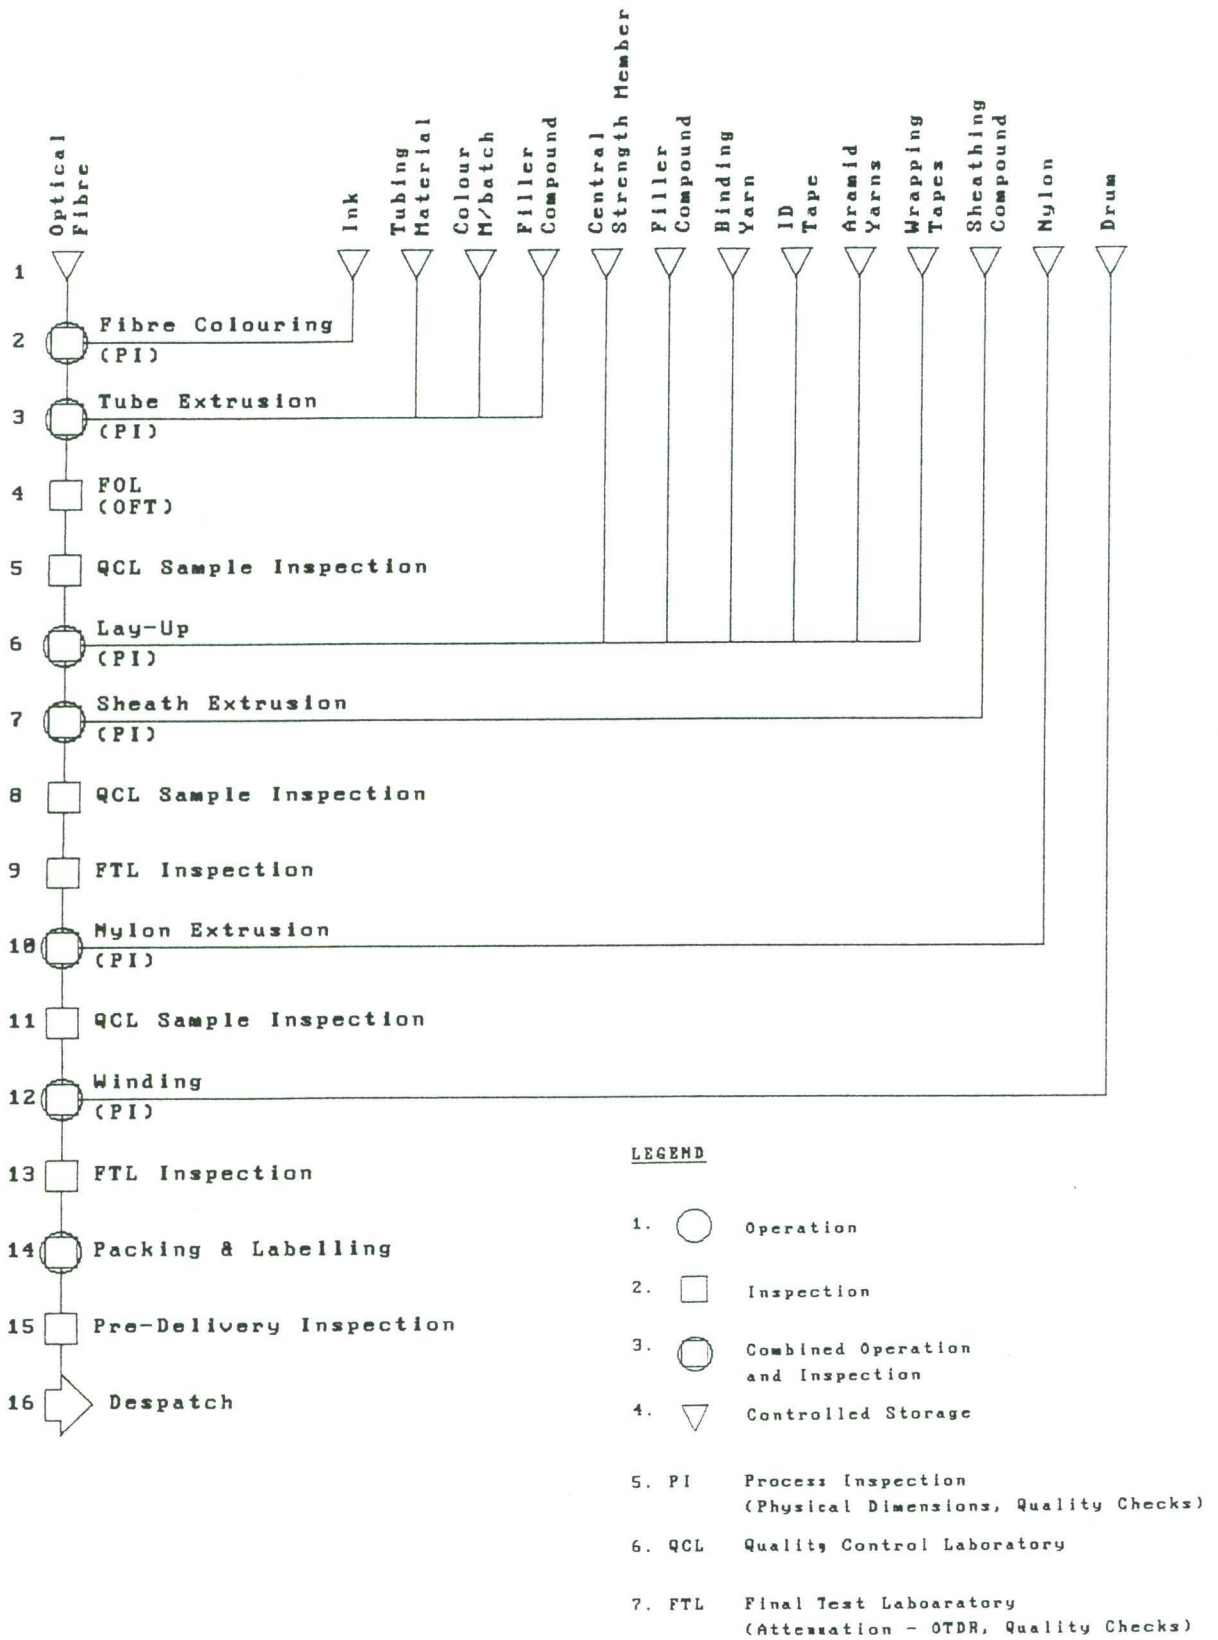 Optical
Fibre
Ink
Tubing
Material
Colour
M/batch
Filler
Compound
Central
Strength Member
Filler
Compound
Binding
Yarn
ID
Tape
Aramid
Yarns
Wrapping
Tapes
Sheathing
Compound
Nylon
Drum
1
2 Fibre Colouring
(PI)
3 Tube Extrusion
(PI)
4 FOL
(OFT)
5 QCL Sample Inspection
6 Lay-Up
(PI)
7 Sheath Extrusion
(PI)
8 QCL Sample Inspection
9 FTL Inspection
10 Nylon Extrusion
(PI)
11 QCL Sample Inspection
12 Winding
(PI)
13 FTL Inspection
14 Packing & Labelling
15 Pre-Delivery Inspection
16 Despatch
LEGEND
1. Operation
2. Inspection
3. Combined Operation
and Inspection
4. Controlled Storage
5. PI Process Inspection
(Physical Dimensions, Quality Checks)
6. QCL Quality Control Laboratory
7. FTL Final Test Laboaratory
(Attenuation - OTDR, Quality Checks)